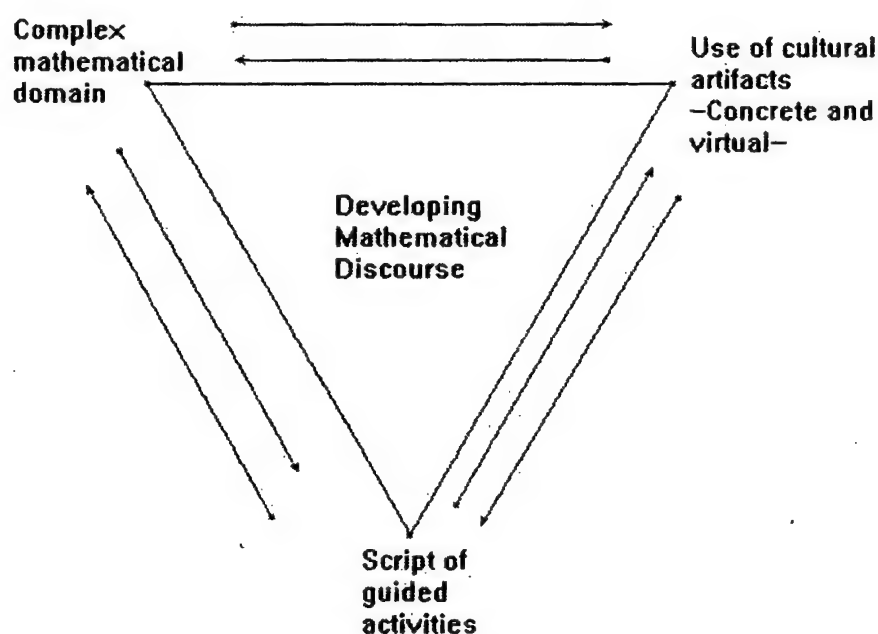 Complex
mathematical
domain
Use of cultural
artifacts
–Concrete and
virtual–
Developing
Mathematical
Discourse
Script of
guided
activities